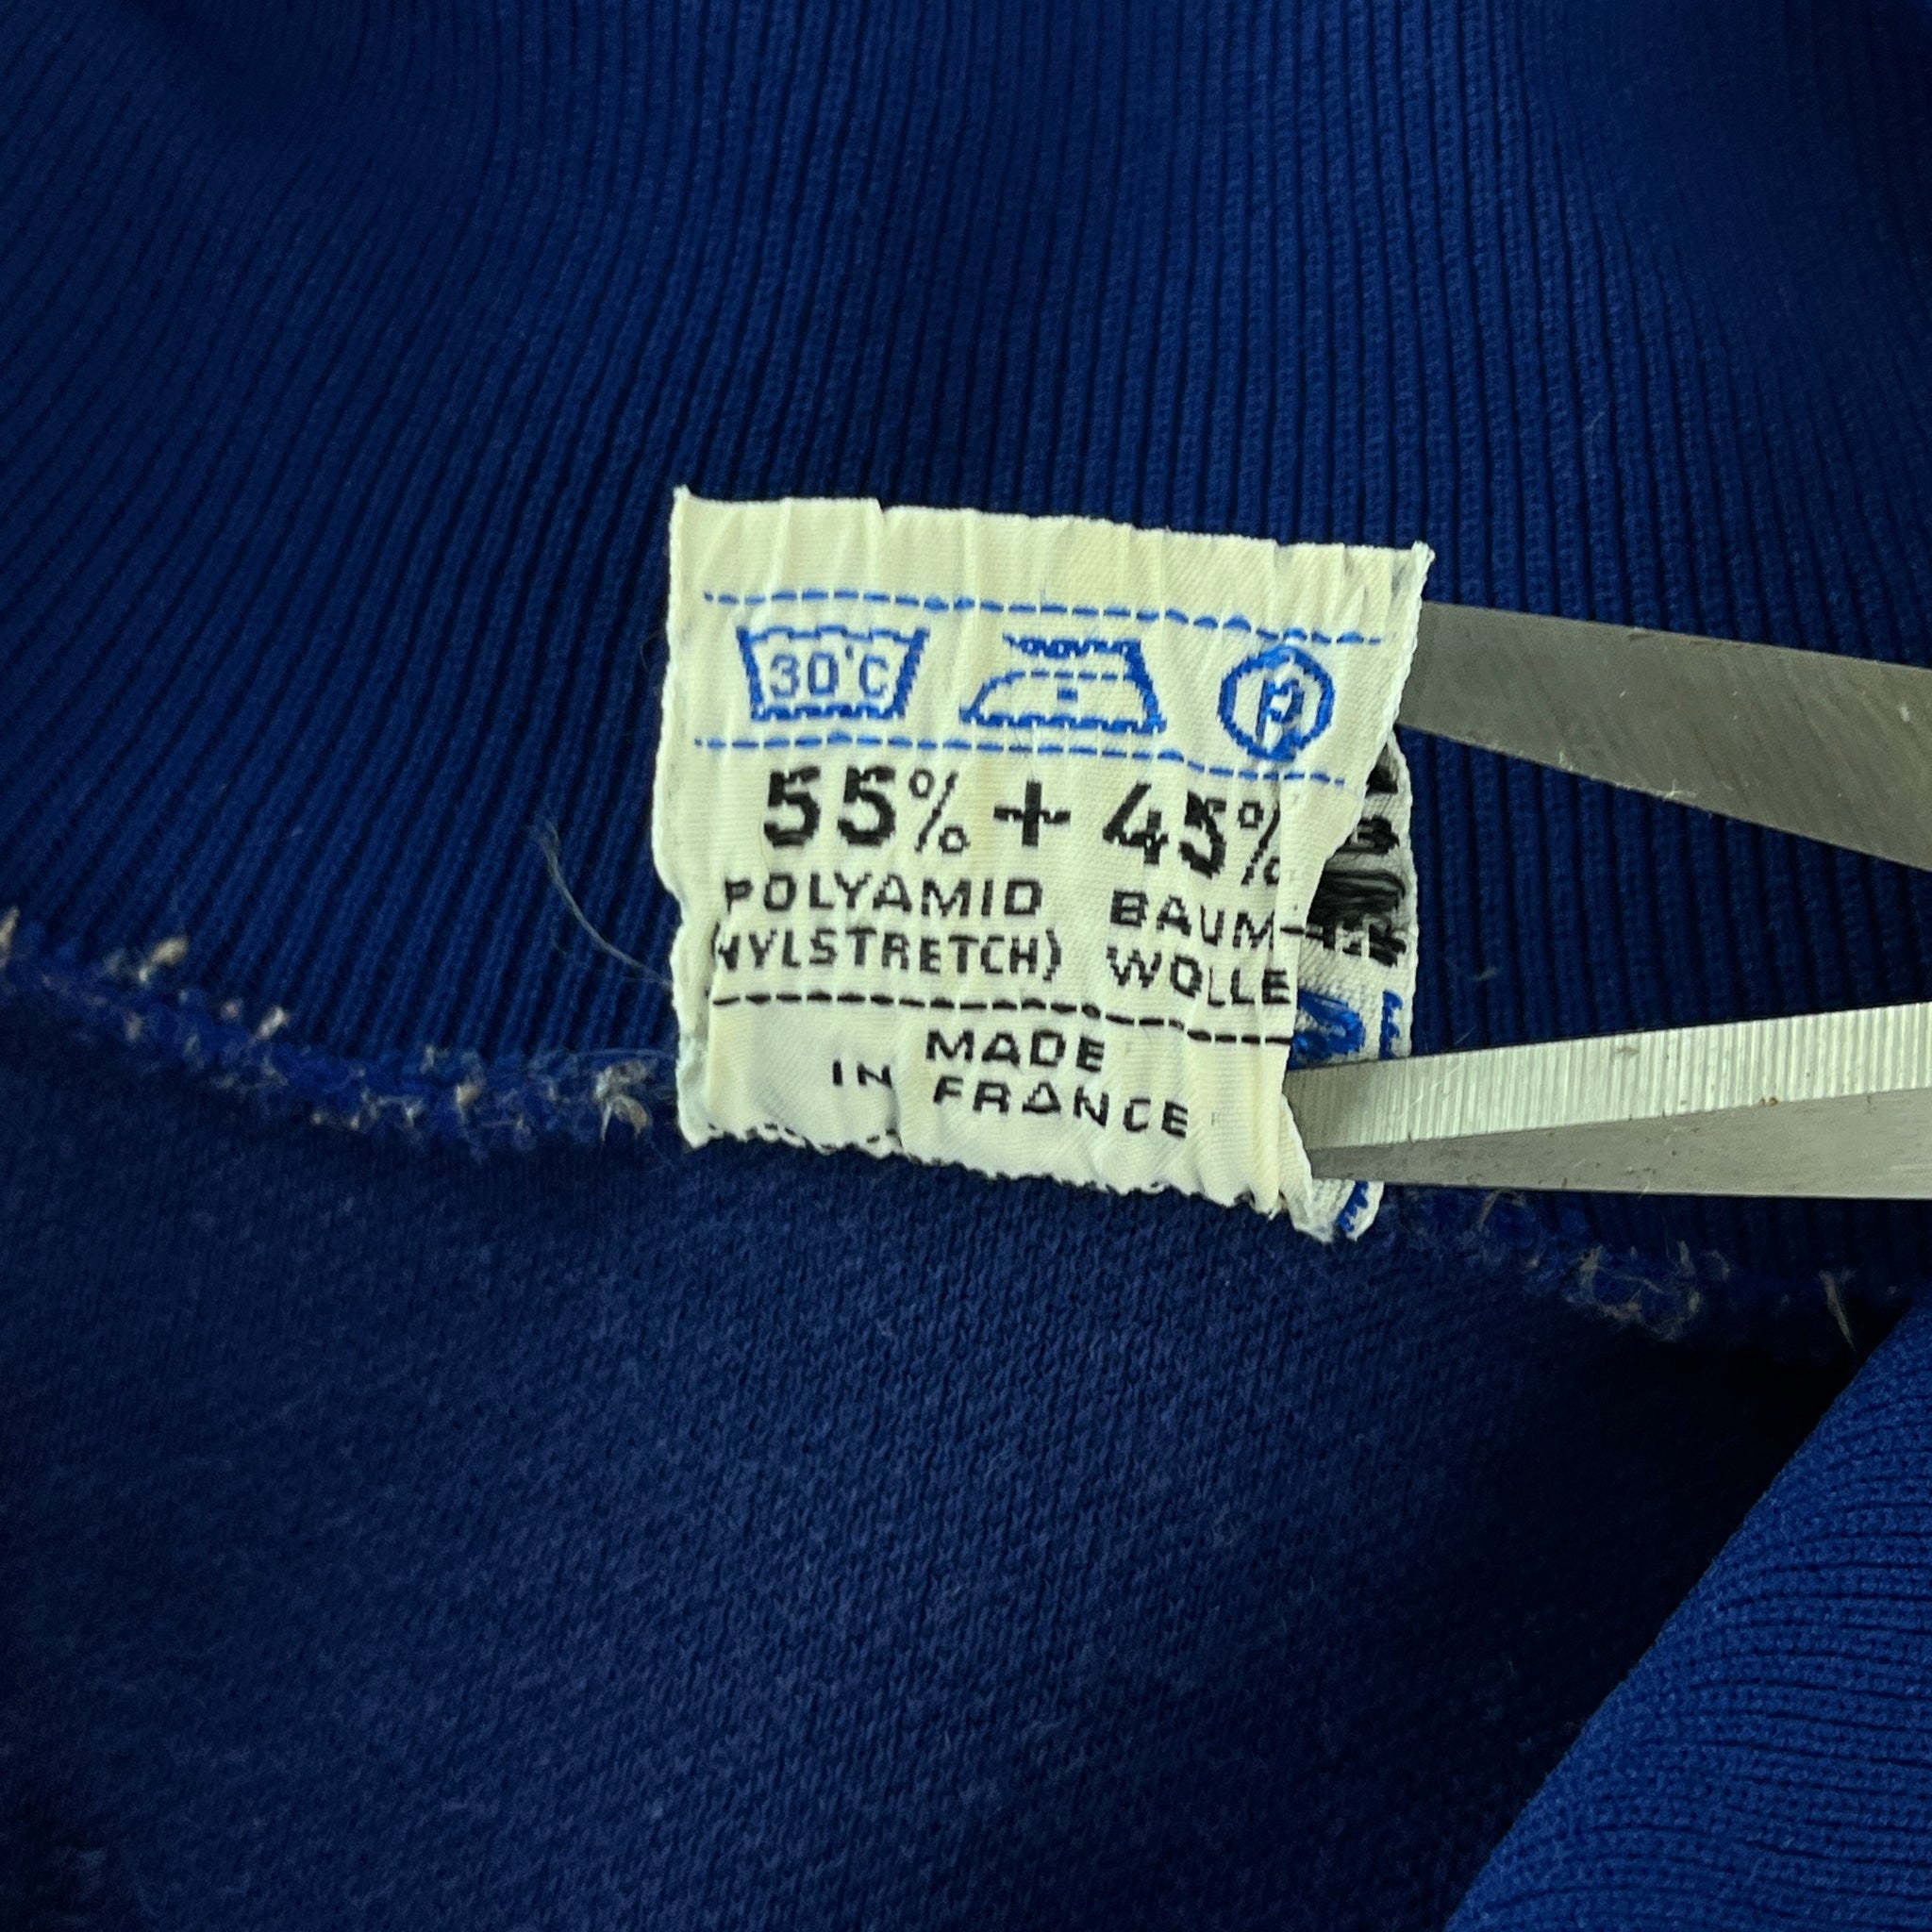 30°C P
55% + 45%
POLYAMID BAUM-
(NYLSTRETCH) WOLLE
MADE
IN FRANCE